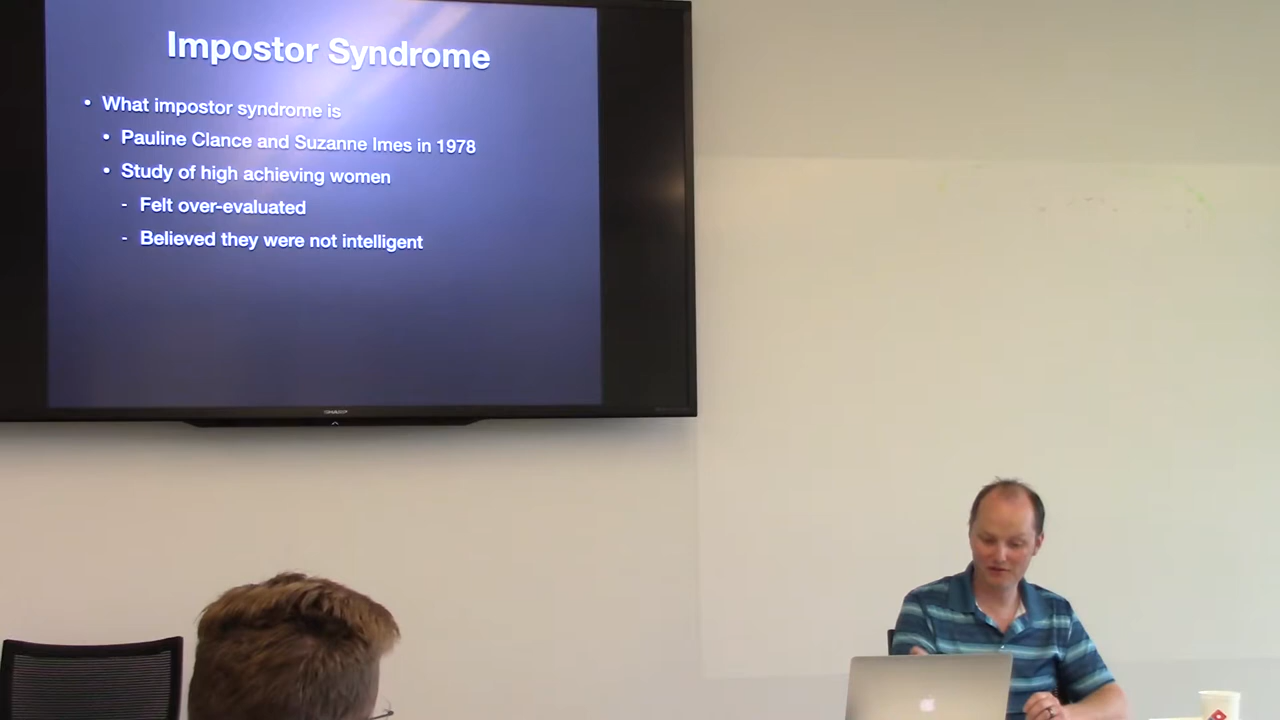 Impostor Syndrome
• What impostor syndrome is
• Pauline Clance and Suzanne Imes in 1978
• Study of high achieving women
- Felt over-evaluated
- Believed they were not intelligent
SHARP